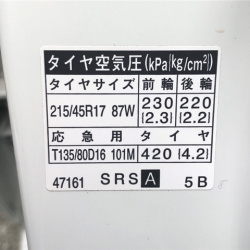 タイヤ空気圧(kPa{kg/cm²})
タイヤサイズ 前輪 後輪
215/45R17 87W 230 {2.3} 220 {2.2}
応急用タイヤ
T135/80D16 101M 420 {4.2}
47161 SRS A 5B